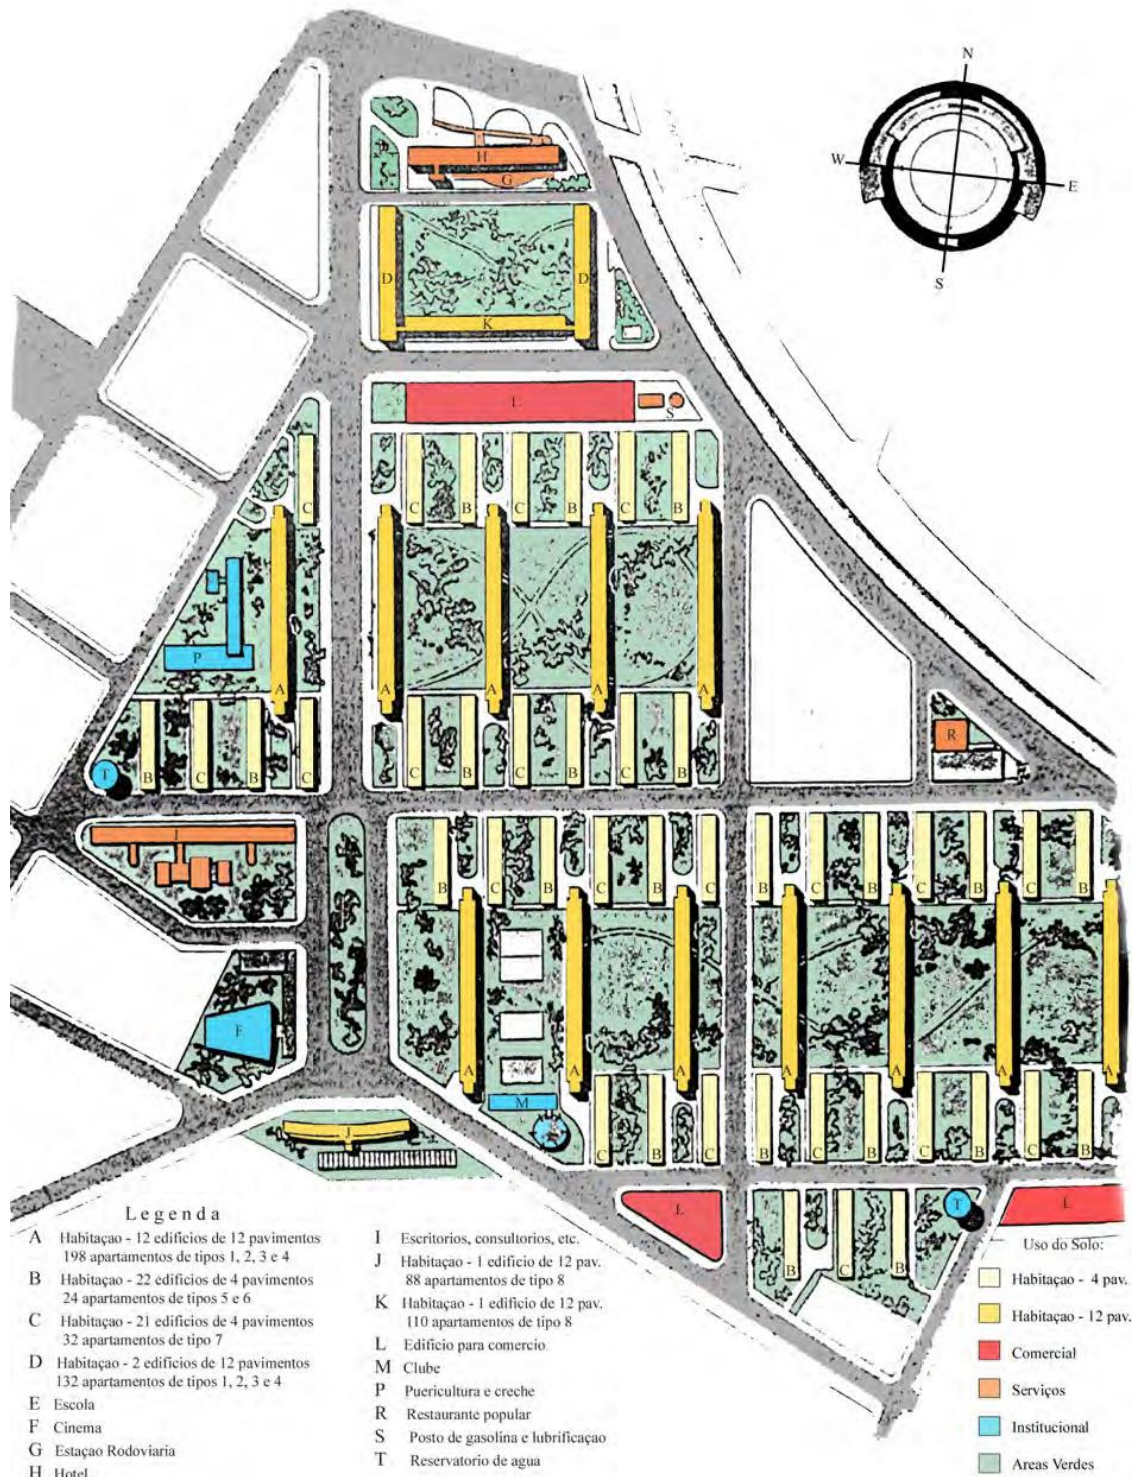 N
W
E
S
H
G
D
D
K
L
S
C
C
B
C
B
C
B
P
A
A
A
A
A
R
T
B
C
B
C
C
B
C
B
C
B
I
B
C
B
C
B
C
B
C
B
C
B
F
A
A
A
A
A
A
A
M
J
C
B
C
B
C
B
C
B
L
T
L
B
C
B
Legenda
A Habitaçao - 12 edificios de 12 pavimentos
198 apartamentos de tipos 1, 2, 3 e 4
B Habitaçao - 22 edificios de 4 pavimentos
24 apartamentos de tipos 5 e 6
C Habitaçao - 21 edificios de 4 pavimentos
32 apartamentos de tipo 7
D Habitaçao - 2 edificios de 12 pavimentos
132 apartamentos de tipos 1, 2, 3 e 4
E Escola
F Cinema
G Estaçao Rodoviaria
H Hotel
I Escritorios, consultorios, etc.
J Habitaçao - 1 edificio de 12 pav.
88 apartamentos de tipo 8
K Habitaçao - 1 edificio de 12 pav.
110 apartamentos de tipo 8
L Edificio para comercio
M Clube
P Puericultura e creche
R Restaurante popular
S Posto de gasolina e lubrificaçao
T Reservatorio de agua
Uso do Solo:
Habitaçao - 4 pav.
Habitaçao - 12 pav.
Comercial
Serviços
Institucional
Areas Verdes